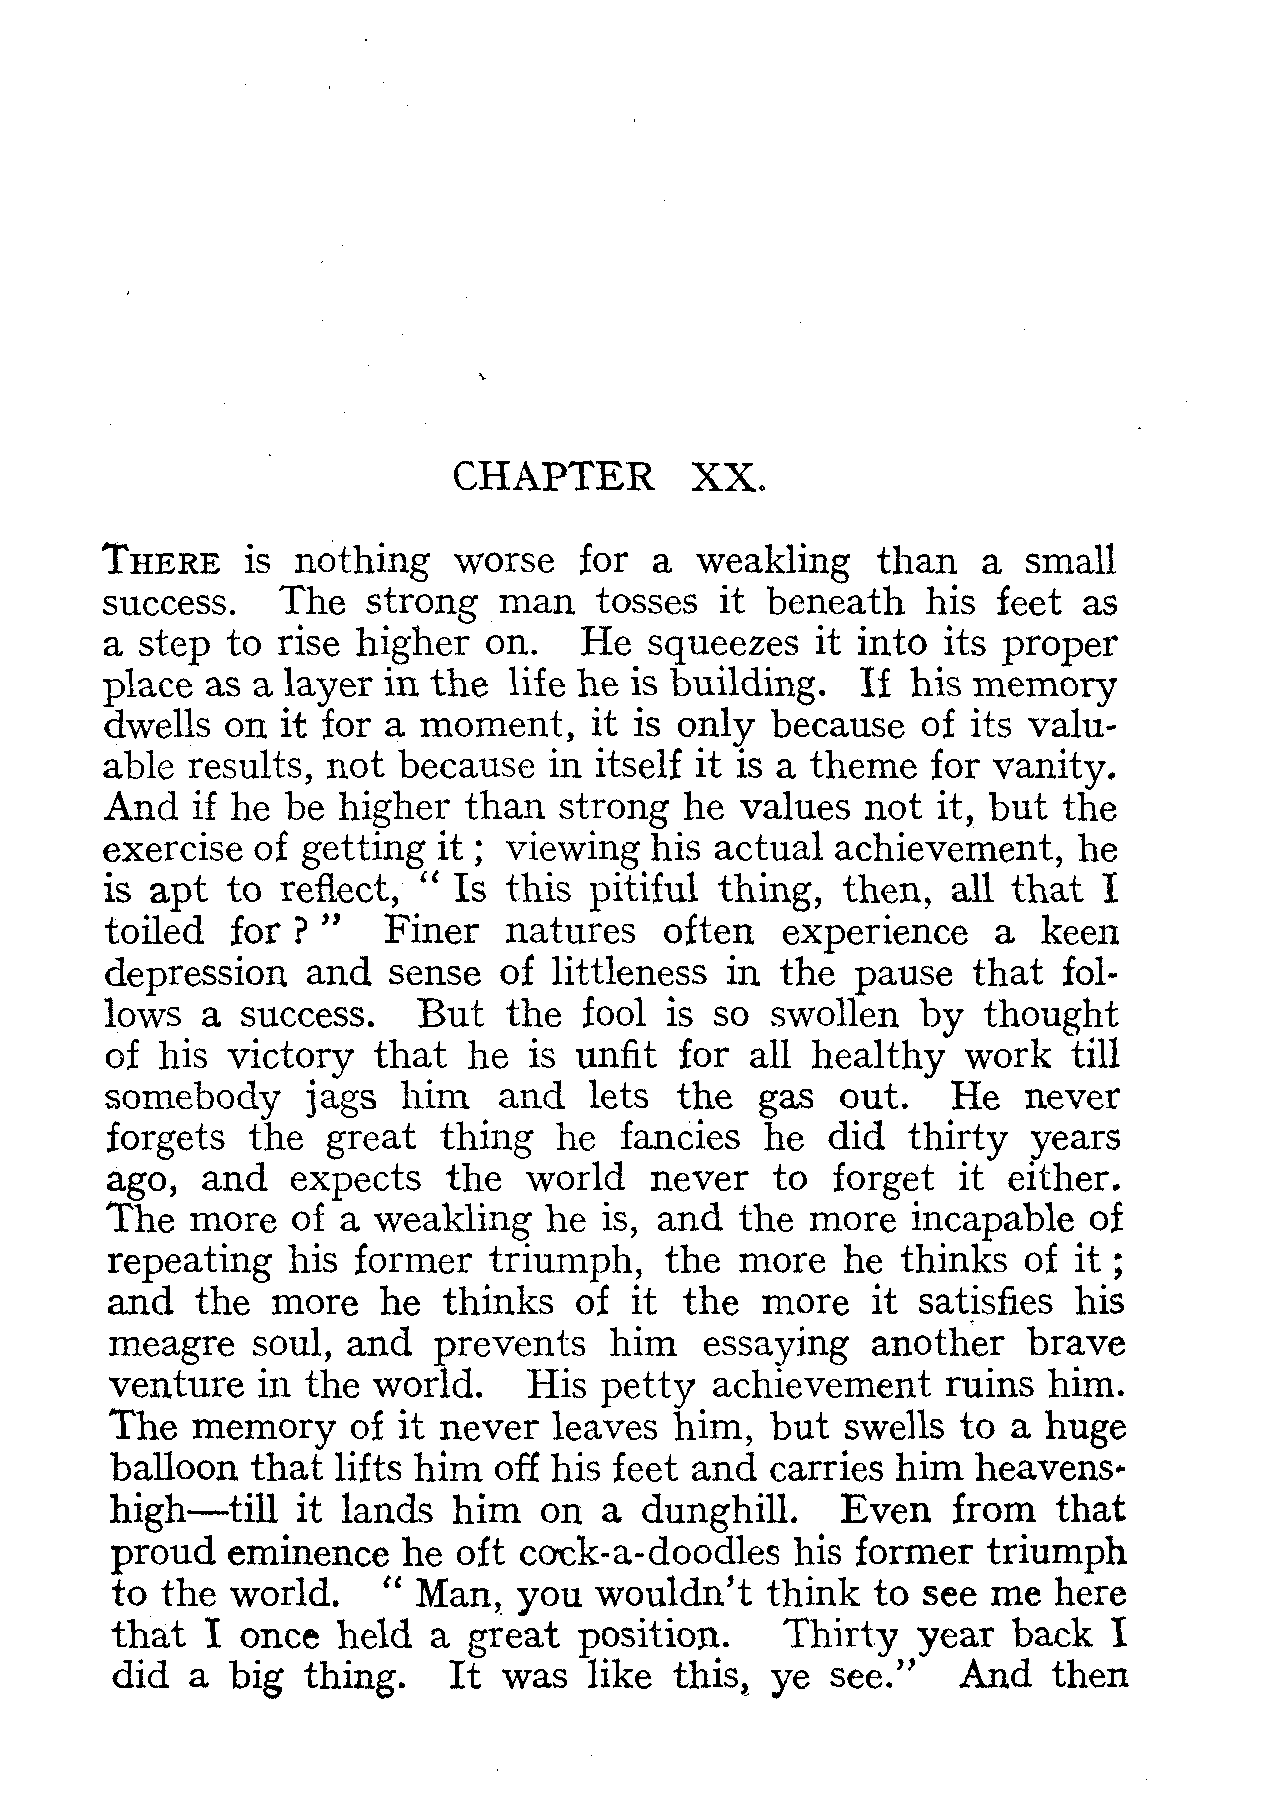 CHAPTER XX.
THERE is nothing worse for a weakling than a small
success. The strong man tosses it beneath his feet as
a step to rise higher on. He squeezes it into its proper
place as a layer in the life he is building. If his memory
dwells on it for a moment, it is only because of its valu-
able results, not because in itself it is a theme for vanity.
And if he be higher than strong he values not it, but the
exercise of getting it ; viewing his actual achievement, he
is apt to reflect, “ Is this pitiful thing, then, all that I
toiled for ? ” Finer natures often experience a keen
depression and sense of littleness in the pause that fol-
lows a success. But the fool is so swollen by thought
of his victory that he is unfit for all healthy work till
somebody jags him and lets the gas out. He never
forgets the great thing he fancies he did thirty years
ago, and expects the world never to forget it either.
The more of a weakling he is, and the more incapable of
repeating his former triumph, the more he thinks of it ;
and the more he thinks of it the more it satisfies his
meagre soul, and prevents him essaying another brave
venture in the world. His petty achievement ruins him.
The memory of it never leaves him, but swells to a huge
balloon that lifts him off his feet and carries him heavens-
high—till it lands him on a dunghill. Even from that
proud eminence he oft cock-a-doodles his former triumph
to the world. “ Man, you wouldn’t think to see me here
that I once held a great position. Thirty year back I
did a big thing. It was like this, ye see.” And then